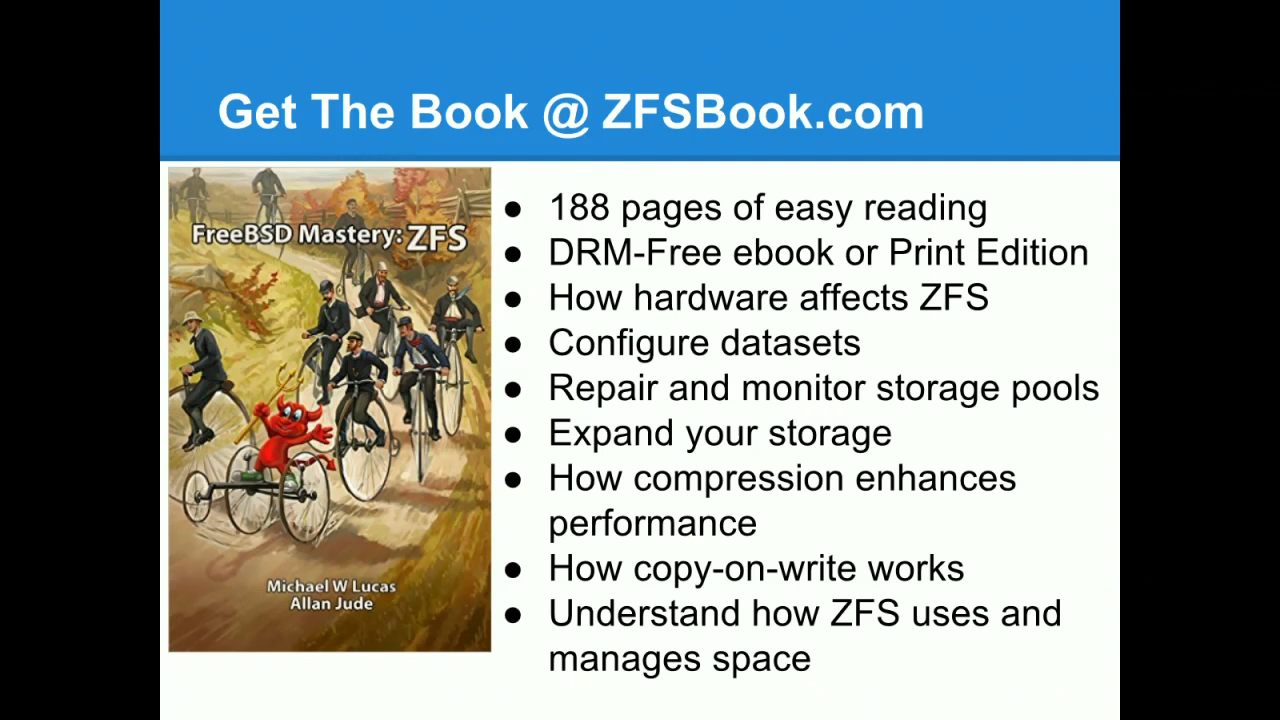 Get The Book @ ZFSBook.com
FreeBSD Mastery: ZFS
Michael W Lucas
Allan Jude
● 188 pages of easy reading
● DRM-Free ebook or Print Edition
● How hardware affects ZFS
● Configure datasets
● Repair and monitor storage pools
● Expand your storage
● How compression enhances
performance
● How copy-on-write works
● Understand how ZFS uses and
manages space